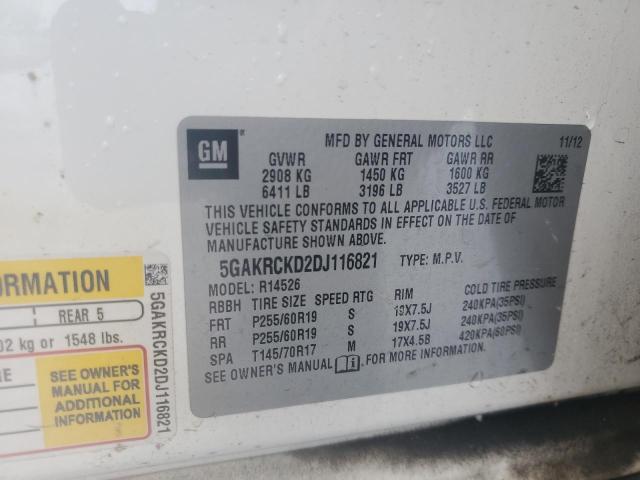 GM
MFD BY GENERAL MOTORS LLC 11/12
GVWR GAWR FRT GAWR RR
2908 KG 1450 KG 1600 KG
6411 LB 3196 LB 3527 LB
THIS VEHICLE CONFORMS TO ALL APPLICABLE U.S. FEDERAL MOTOR
VEHICLE SAFETY STANDARDS IN EFFECT ON THE DATE OF
MANUFACTURE SHOWN ABOVE.
5GAKRCKD2DJ116821 TYPE: M.P.V.
MODEL: R14526
RBBH TIRE SIZE SPEED RTG RIM COLD TIRE PRESSURE
FRT P255/60R19 S 19X7.5J 240KPA(35PSI)
RR P255/60R19 S 19X7.5J 240KPA(35PSI)
SPA T145/70R17 M 17X4.5B 420KPA(60PSI)
SEE OWNER'S MANUAL FOR MORE INFORMATION.
FORMATION
REAR 5
02 kg or 1548 lbs.
RE
SEE OWNER'S
MANUAL FOR
ADDITIONAL
INFORMATION
5GAKRCKD2DJ116821